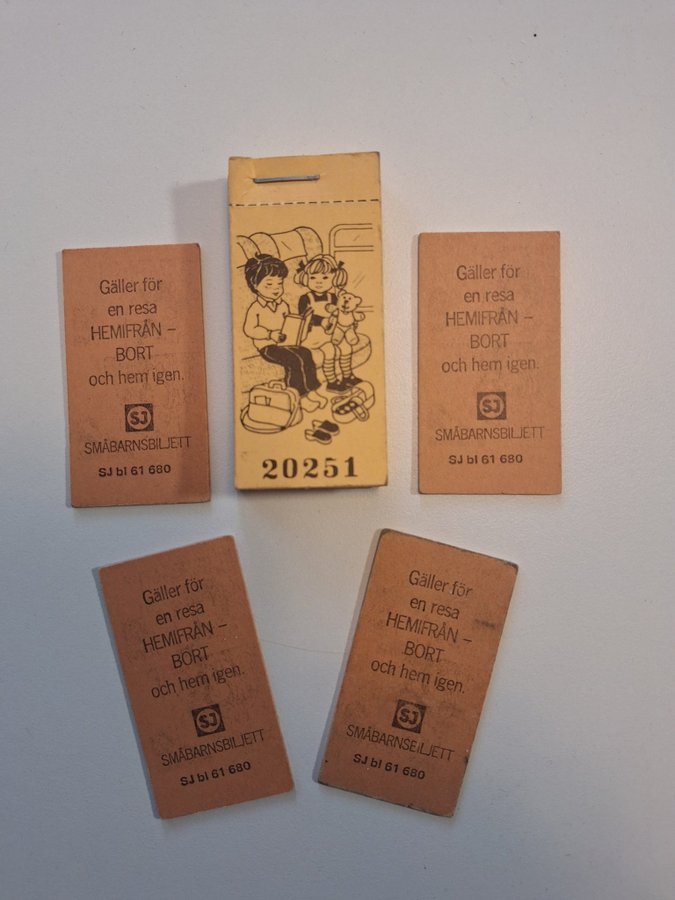 20251
Gäller för
en resa
HEMIFRÅN –
BORT
och hem igen.
SJ
SMÅBARNSBILJETT
SJ bl 61 680
Gäller för
en resa
HEMIFRÅN –
BORT
och hem igen.
SJ
SMÅBARNSBILJETT
SJ bl 61 680
Gäller för
en resa
HEMIFRÅN –
BORT
och hem igen.
SJ
SMÅBARNSBILJETT
SJ bl 61 680
Gäller för
en resa
HEMIFRÅN –
BORT
och hem igen.
SJ
SMÅBARNSBILJETT
SJ bl 61 680